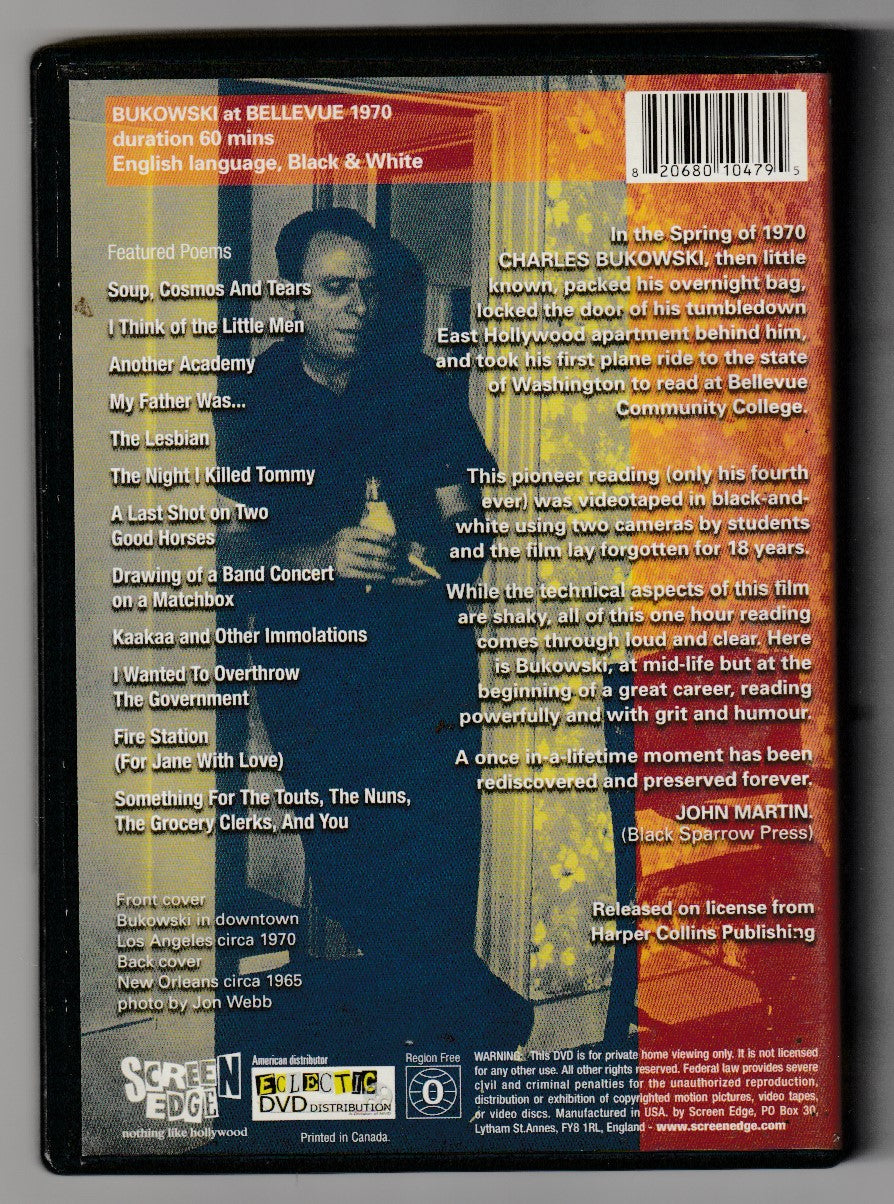 BUKOWSKI at BELLEVUE 1970
duration 60 mins
English language, Black & White
8 20680 10479 5
Featured Poems
Soup, Cosmos And Tears
I Think of the Little Men
Another Academy
My Father Was...
The Lesbian
The Night I Killed Tommy
A Last Shot on Two
Good Horses
Drawing of a Band Concert
on a Matchbox
Kaakaa and Other Immolations
I Wanted To Overthrow
The Government
Fire Station
(For Jane With Love)
Something For The Touts, The Nuns,
The Grocery Clerks, And You
In the Spring of 1970
CHARLES BUKOWSKI, then little
known, packed his overnight bag,
locked the door of his tumbledown
East Hollywood apartment behind him,
and took his first plane ride to the state
of Washington to read at Bellevue
Community College.
This pioneer reading (only his fourth
ever) was videotaped in black-and-
white using two cameras by students
and the film lay forgotten for 18 years.
While the technical aspects of this film
are shaky, all of this one hour reading
comes through loud and clear. Here
is Bukowski, at mid-life but at the
beginning of a great career, reading
powerfully and with grit and humour.
A once in-a-lifetime moment has been
rediscovered and preserved forever.
JOHN MARTIN.
(Black Sparrow Press)
Front cover
Bukowski in downtown
Los Angeles circa 1970
Back cover
New Orleans circa 1965
photo by Jon Webb
Released on license from
Harper Collins Publishing
SCREEN
EDGE
nothing like hollywood
American distributor
ECLECTIC
DVD DISTRIBUTION
Printed in Canada.
Region Free
0
WARNING: This DVD is for private home viewing only. It is not licensed
for any other use. All other rights reserved. Federal law provides severe
civil and criminal penalties for the unauthorized reproduction,
distribution or exhibition of copyrighted motion pictures, video tapes,
or video discs. Manufactured in USA. by Screen Edge, PO Box 30,
Lytham St.Annes, FY8 1RL, England - www.screenedge.com